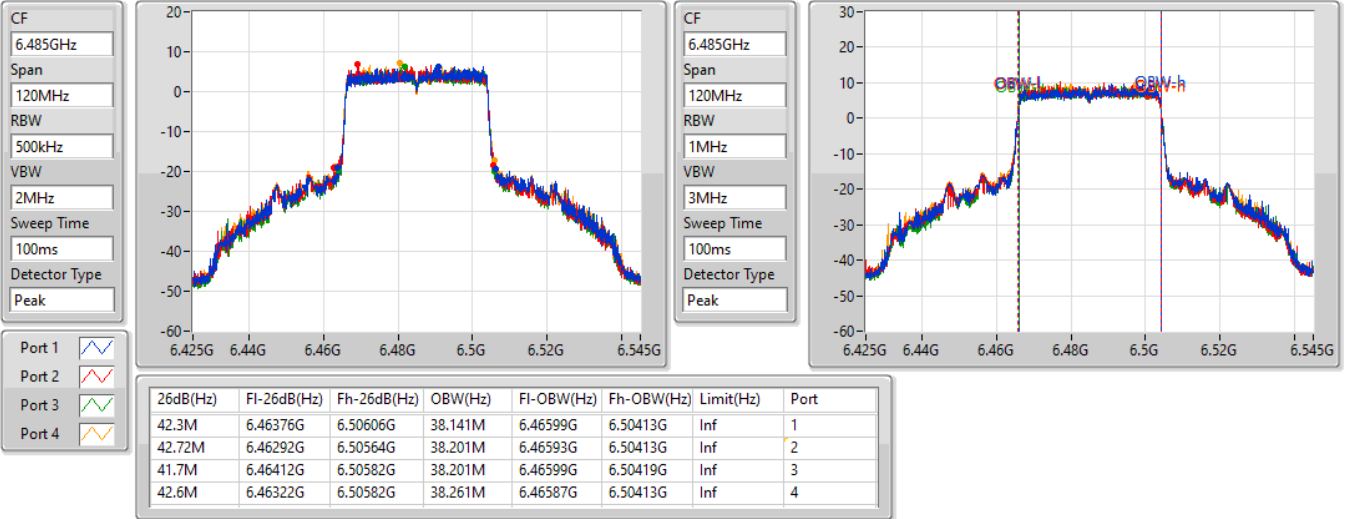 CF
6.485GHz
Span
120MHz
RBW
500kHz
VBW
2MHz
Sweep Time
100ms
Detector Type
Peak
20-
10-
0-
-10-
-20-
-30-
-40-
-50-
-60-
6.425G 6.44G 6.46G 6.48G 6.5G 6.52G 6.545G
CF
6.485GHz
Span
120MHz
RBW
1MHz
VBW
3MHz
Sweep Time
100ms
Detector Type
Peak
30-
20-
10-
0-
-10-
-20-
-30-
-40-
-50-
-60-
OBW-l OBW-h
6.425G 6.44G 6.46G 6.48G 6.5G 6.52G 6.545G
Port 1
Port 2
Port 3
Port 4
26dB(Hz) Fl-26dB(Hz) Fh-26dB(Hz) OBW(Hz) Fl-OBW(Hz) Fh-OBW(Hz) Limit(Hz) Port
42.3M 6.46376G 6.50606G 38.141M 6.46599G 6.50413G Inf 1
42.72M 6.46292G 6.50564G 38.201M 6.46593G 6.50413G Inf 2
41.7M 6.46412G 6.50582G 38.201M 6.46599G 6.50419G Inf 3
42.6M 6.46322G 6.50582G 38.261M 6.46587G 6.50413G Inf 4